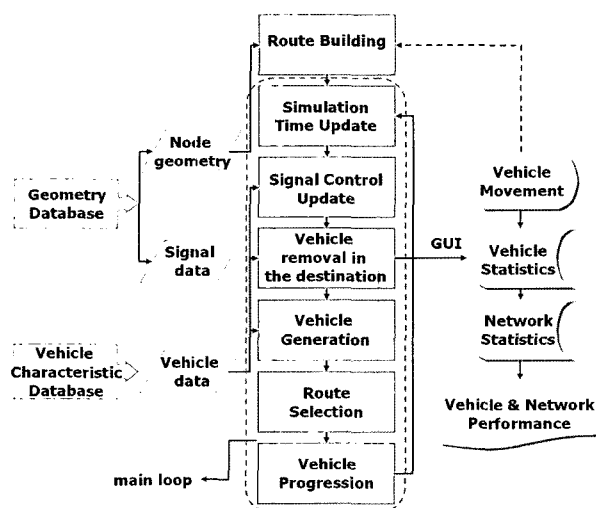 Route Building
Simulation
Time Update
Node
geometry
Signal Control
Update
Geometry
Database
Vehicle
Movement
Signal
data
Vehicle
removal in
the destination
GUI
Vehicle
Statistics
Vehicle
Generation
Network
Statistics
Vehicle
Characteristic
Database
Vehicle
data
Route
Selection
Vehicle & Network
Performance
main loop
Vehicle
Progression